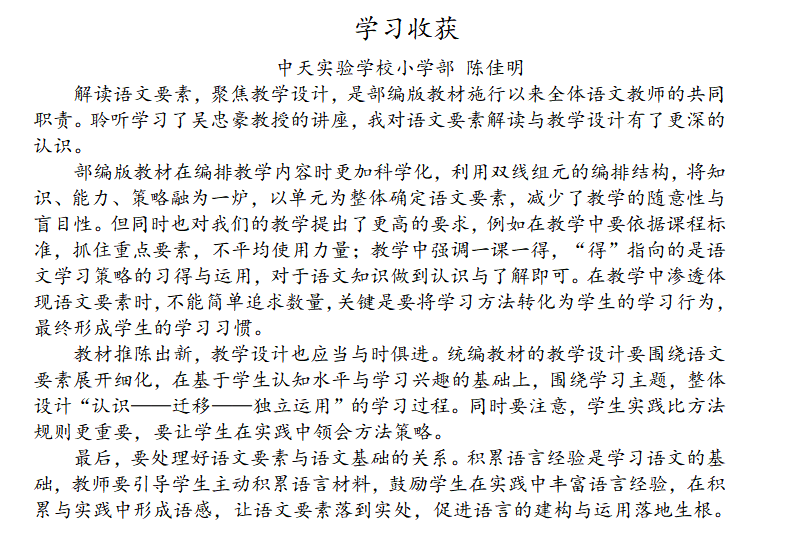 学习收获
中天实验学校小学部 陈佳明
解读语文要素，聚焦教学设计，是部编版教材施行以来全体语文教师的共同
职责。聆听学习了吴忠豪教授的讲座，我对语文要素解读与教学设计有了更深的
认识。
部编版教材在编排教学内容时更加科学化，利用双线组元的编排结构，将知
识、能力、策略融为一炉，以单元为整体确定语文要素，减少了教学的随意性与
盲目性。但同时也对我们的教学提出了更高的要求，例如在教学中要依据课程标
准，抓住重点要素，不平均使用力量；教学中强调一课一得，“得”指向的是语
文学习策略的习得与运用，对于语文知识做到认识与了解即可。在教学中渗透体
现语文要素时，不能简单追求数量，关键是要将学习方法转化为学生的学习行为，
最终形成学生的学习习惯。
教材推陈出新，教学设计也应当与时俱进。统编教材的教学设计要围绕语文
要素展开细化，在基于学生认知水平与学习兴趣的基础上，围绕学习主题，整体
设计“认识——迁移——独立运用”的学习过程。同时要注意，学生实践比方法
规则更重要，要让学生在实践中领会方法策略。
最后，要处理好语文要素与语文基础的关系。积累语言经验是学习语文的基
础，教师要引导学生主动积累语言材料，鼓励学生在实践中丰富语言经验，在积
累与实践中形成语感，让语文要素落到实处，促进语言的建构与运用落地生根。